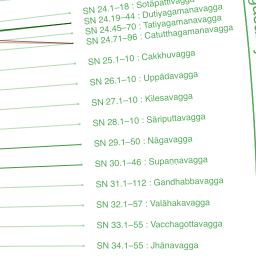 SN 24.1–18 : Sotāpattivagga
SN 24.19–44 : Dutiyagamanavagga
SN 24.45–70 : Tatiyagamanavagga
SN 24.71–96 : Catutthagamanavagga
SN 25.1–10 : Cakkhuvagga
SN 26.1–10 : Uppādavagga
SN 27.1–10 : Kilesavagga
SN 28.1–10 : Sāriputtavagga
SN 29.1–50 : Nāgavagga
SN 30.1–46 : Supaṇṇavagga
SN 31.1–112 : Gandhabbavagga
SN 32.1–57 : Valāhakavagga
SN 33.1–55 : Vacchagottavagga
SN 34.1–55 : Jhānavagga